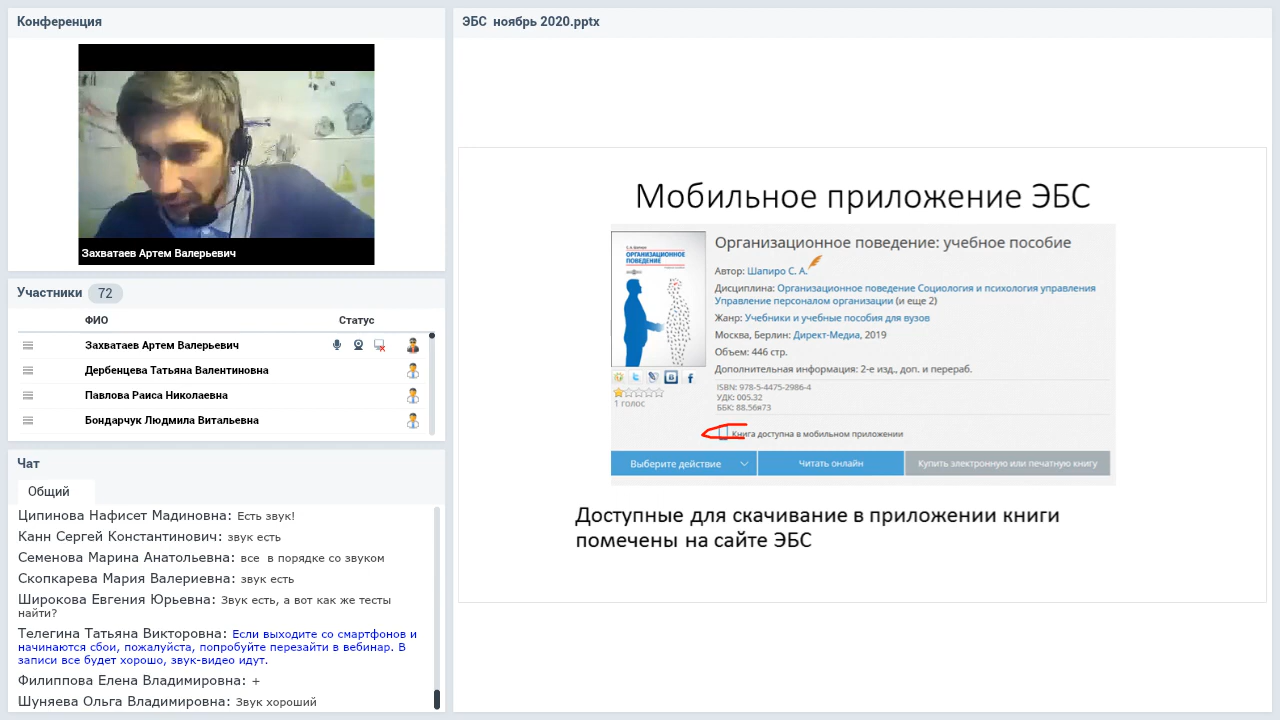 Конференция
Захватаев Артем Валерьевич
Участники 72
ФИО Статус
Захватаев Артем Валерьевич
Дербенцева Татьяна Валентиновна
Павлова Раиса Николаевна
Бондарчук Людмила Витальевна
Чат
Общий
Ципинова Нафисет Мадиновна: Есть звук!
Канн Сергей Константинович: звук есть
Семенова Марина Анатольевна: все в порядке со звуком
Скопкарева Мария Валериевна: звук есть
Широкова Евгения Юрьевна: Звук есть, а вот как же тесты
найти?
Телегина Татьяна Викторовна: Если выходите со смартфонов и
начинаются сбои, пожалуйста, попробуйте перезайти в вебинар. В
записи все будет хорошо, звук-видео идут.
Филиппова Елена Владимировна: +
Шуняева Ольга Владимировна: Звук хороший
ЭБС ноябрь 2020.pptx
Мобильное приложение ЭБС
ОРГАНИЗАЦИОННОЕ
ПОВЕДЕНИЕ
1 голос
Организационное поведение: учебное пособие
Автор: Шапиро С. А.
Дисциплина: Организационное поведение Социология и психология управления
Управление персоналом организации (и еще 2)
Жанр: Учебники и учебные пособия для вузов
Москва, Берлин: Директ-Медиа, 2019
Объем: 446 стр.
Дополнительная информация: 2-е изд., доп. и перераб.
ISBN: 978-5-4475-2986-4
УДК: 005.32
ББК: 88.56я73
Книга доступна в мобильном приложении
Выберите действие
Читать онлайн
Купить электронную или печатную книгу
Доступные для скачивание в приложении книги
помечены на сайте ЭБС